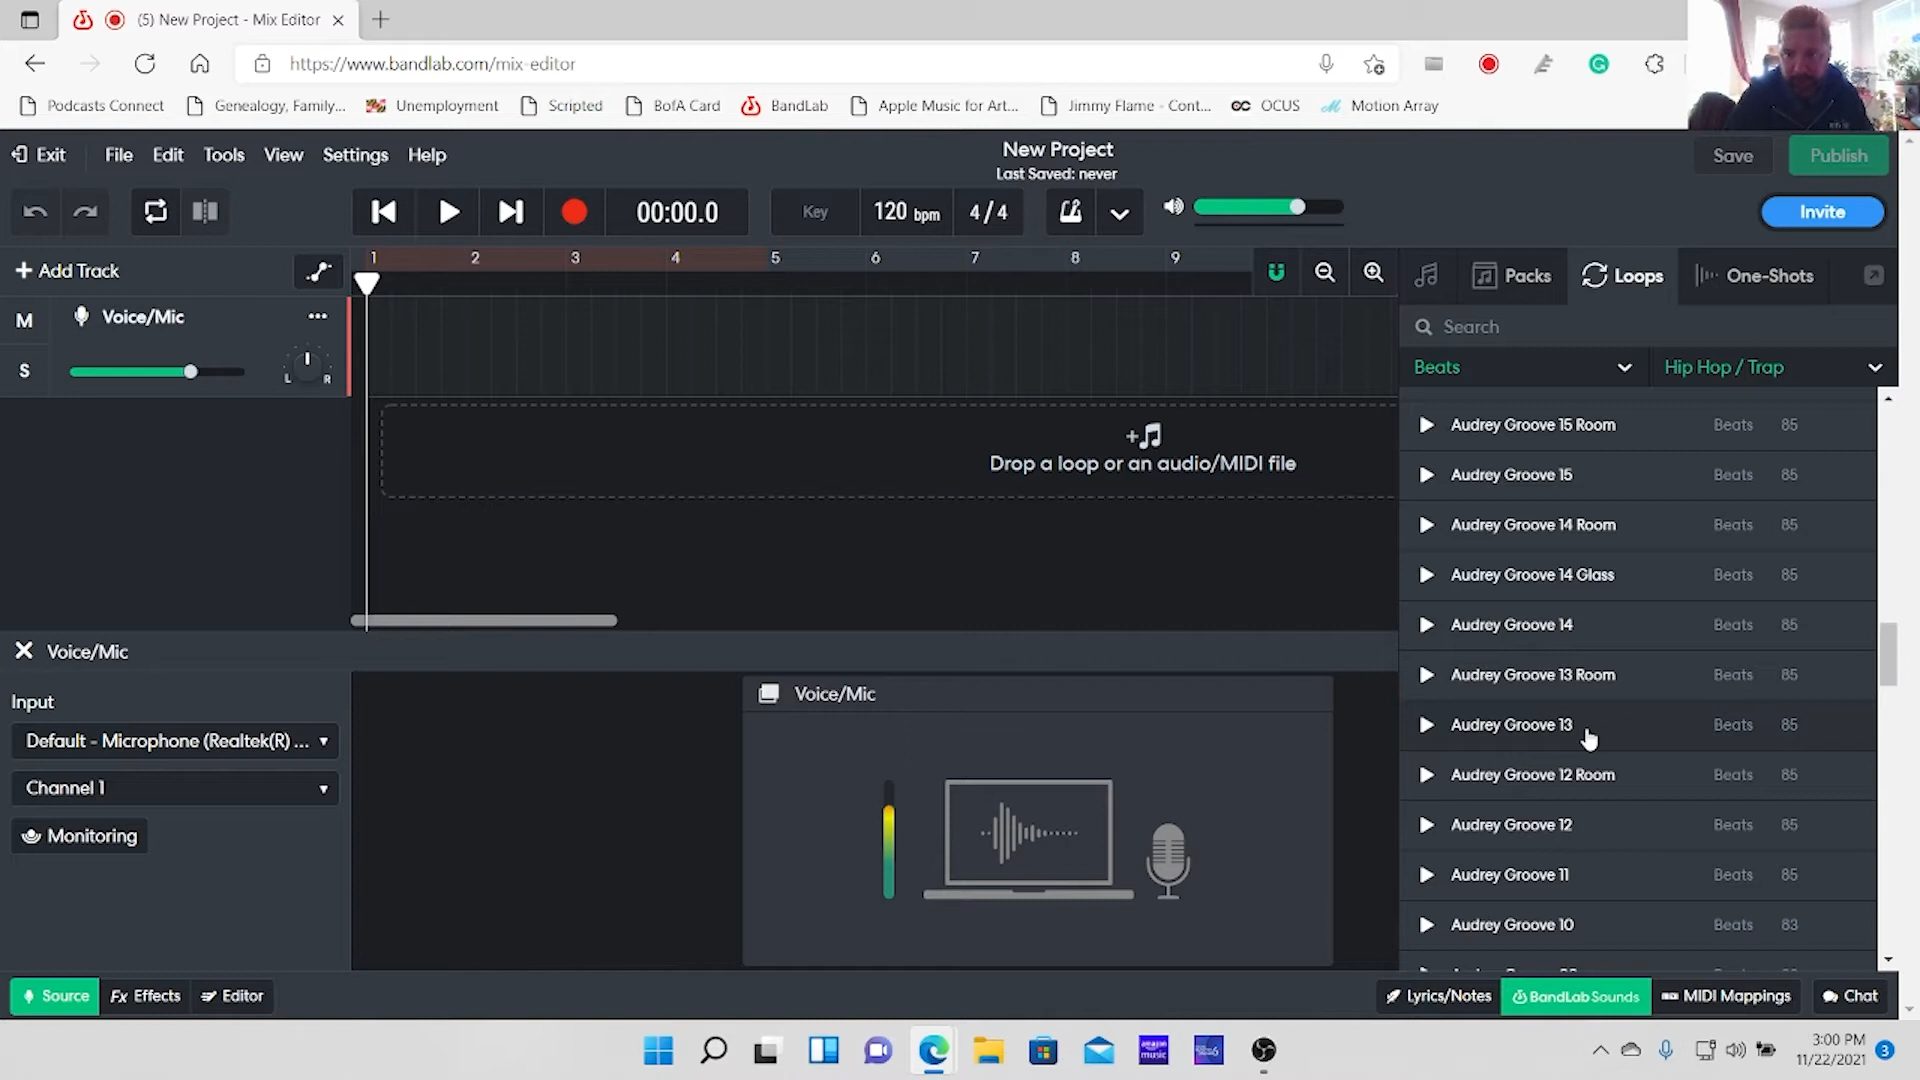 (5) New Project - Mix Editor
https://www.bandlab.com/mix-editor
Podcasts Connect
Genealogy, Family...
Unemployment
Scripted
BofA Card
BandLab
Apple Music for Art...
Jimmy Flame - Cont...
OCUS
Motion Array
Exit
File
Edit
Tools
View
Settings
Help
New Project
Last Saved: never
Save
Publish
00:00.0
Key
120 bpm
4 / 4
Invite
+ Add Track
1 2 3 4 5 6 7 8 9
Packs
Loops
One-Shots
M
Voice/Mic
S
L R
Search
Beats
Hip Hop / Trap
Drop a loop or an audio/MIDI file
Audrey Groove 15 Room Beats 85
Audrey Groove 15 Beats 85
Audrey Groove 14 Room Beats 85
Audrey Groove 14 Glass Beats 85
Audrey Groove 14 Beats 85
Audrey Groove 13 Room Beats 85
Audrey Groove 13 Beats 85
Audrey Groove 12 Room Beats 85
Audrey Groove 12 Beats 85
Audrey Groove 11 Beats 85
Audrey Groove 10 Beats 83
Voice/Mic
Input
Default - Microphone (Realtek(R) ...
Channel 1
Monitoring
Voice/Mic
Source
Fx Effects
Editor
Lyrics/Notes
BandLab Sounds
MIDI Mappings
Chat
amazon music
3:00 PM
11/22/2021
3